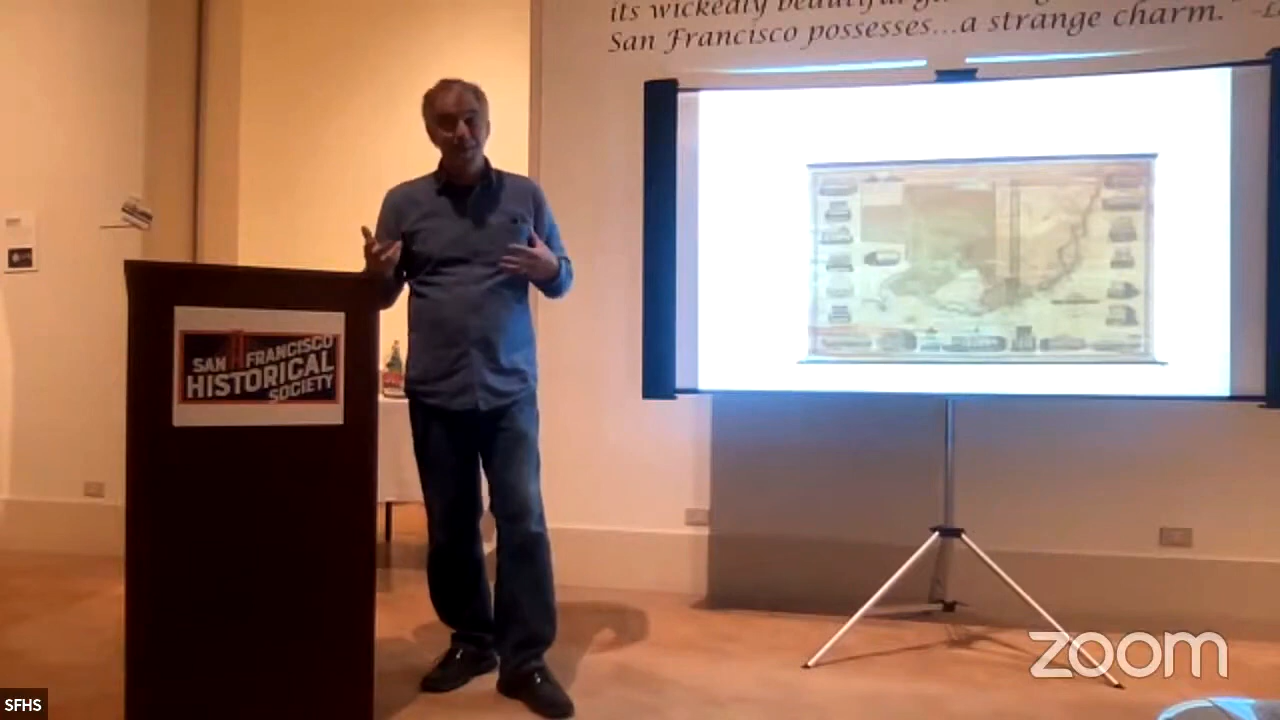 its wickedly beautiful
San Francisco possesses...a strange charm.
SAN FRANCISCO
HISTORICAL
SOCIETY
zoom
SFHS